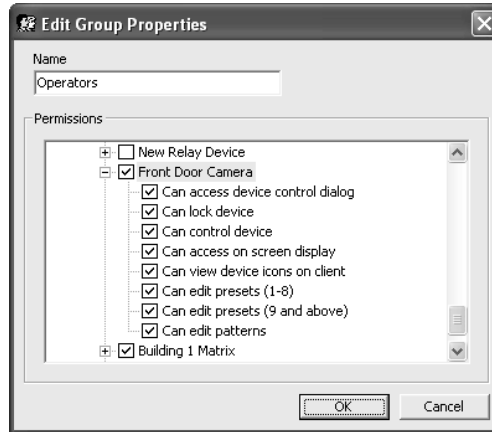 Edit Group Properties
Name
Operators
Permissions
New Relay Device
Front Door Camera
Can access device control dialog
Can lock device
Can control device
Can access on screen display
Can view device icons on client
Can edit presets (1-8)
Can edit presets (9 and above)
Can edit patterns
Building 1 Matrix
OK Cancel